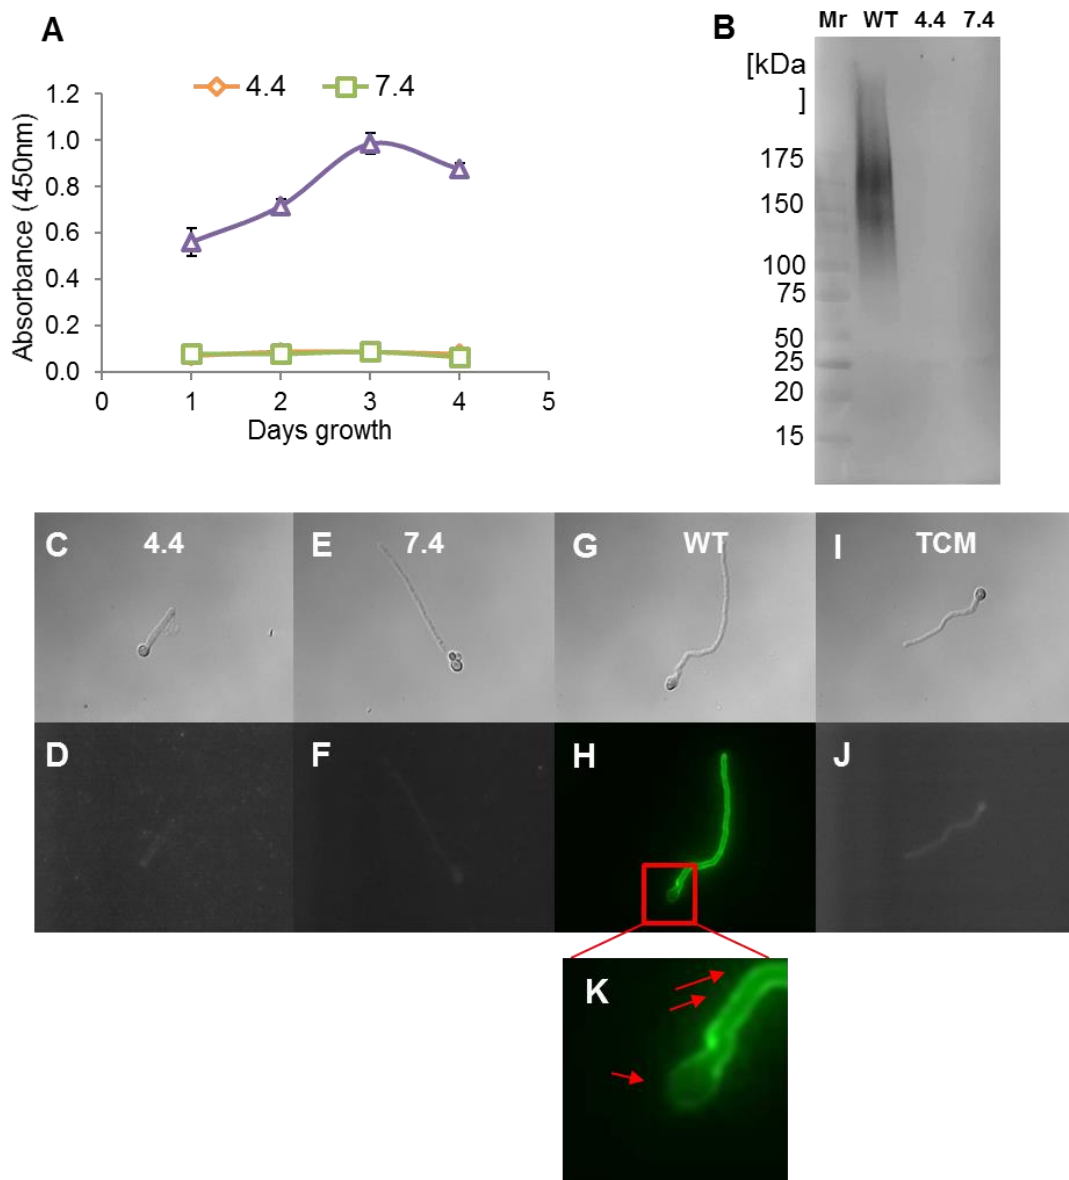 A
4.4 7.4
Absorbance (450nm)
1.2
1.0
0.8
0.6
0.4
0.2
0.0
0 1 2 3 4 5
Days growth
B
Mr WT 4.4 7.4
[kDa
]
175
150
100
75
50
25
20
15
C 4.4
E 7.4
G WT
I TCM
D
F
H
J
K